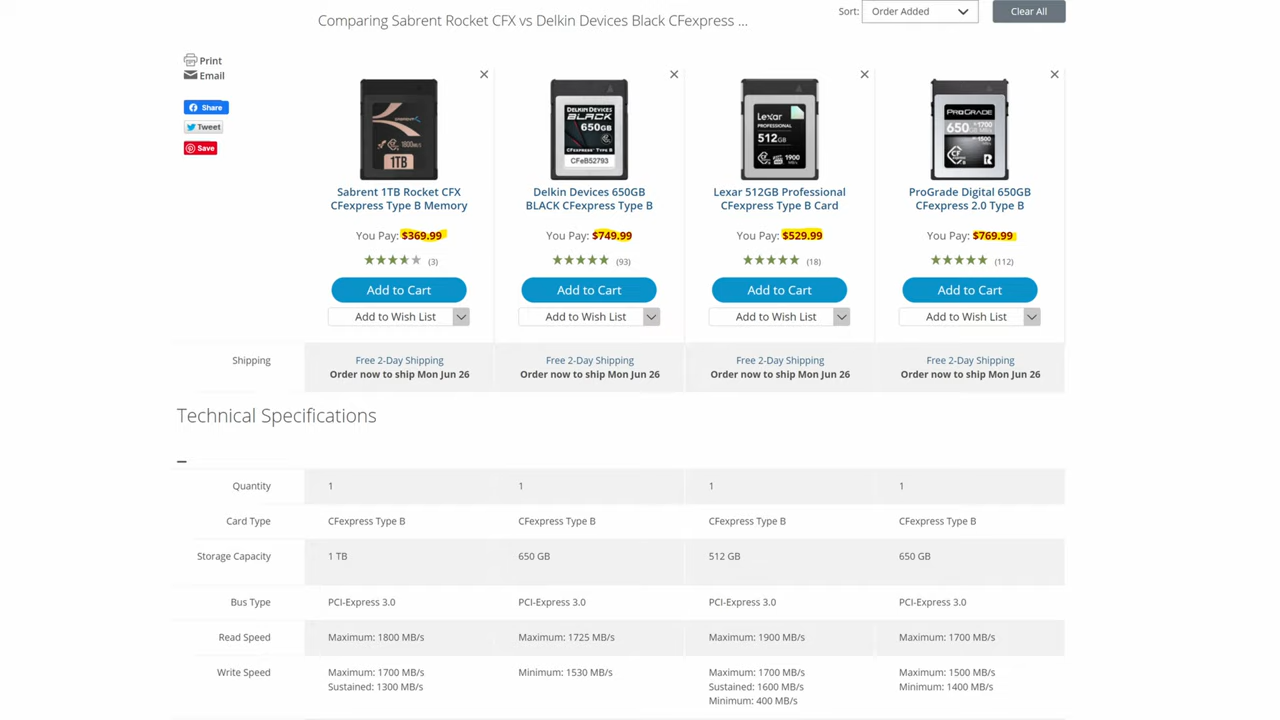 Comparing Sabrent Rocket CFX vs Delkin Devices Black CFexpress ...
Sort:
Order Added
Clear All
Print
Email
Share
Tweet
Save
1800MB/s
1TB
DELKIN DEVICES
BLACK
650GB
CFEXPRESS™ TYPE B
CFeB52793
Lexar
PROFESSIONAL
512GB
1900 MB/s
PROGRADE
650
R 1700
W 1500
Sabrent 1TB Rocket CFX
CFexpress Type B Memory
Delkin Devices 650GB
BLACK CFexpress Type B
Lexar 512GB Professional
CFexpress Type B Card
ProGrade Digital 650GB
CFexpress 2.0 Type B
You Pay: $369.99
You Pay: $749.99
You Pay: $529.99
You Pay: $769.99
(3)
(93)
(18)
(112)
Add to Cart
Add to Cart
Add to Cart
Add to Cart
Add to Wish List
Add to Wish List
Add to Wish List
Add to Wish List
Shipping
Free 2-Day Shipping
Order now to ship Mon Jun 26
Free 2-Day Shipping
Order now to ship Mon Jun 26
Free 2-Day Shipping
Order now to ship Mon Jun 26
Free 2-Day Shipping
Order now to ship Mon Jun 26
Technical Specifications
Quantity
1
1
1
1
Card Type
CFexpress Type B
CFexpress Type B
CFexpress Type B
CFexpress Type B
Storage Capacity
1 TB
650 GB
512 GB
650 GB
Bus Type
PCI-Express 3.0
PCI-Express 3.0
PCI-Express 3.0
PCI-Express 3.0
Read Speed
Maximum: 1800 MB/s
Maximum: 1725 MB/s
Maximum: 1900 MB/s
Maximum: 1700 MB/s
Write Speed
Maximum: 1700 MB/s
Sustained: 1300 MB/s
Minimum: 1530 MB/s
Maximum: 1700 MB/s
Sustained: 1600 MB/s
Minimum: 400 MB/s
Maximum: 1500 MB/s
Minimum: 1400 MB/s